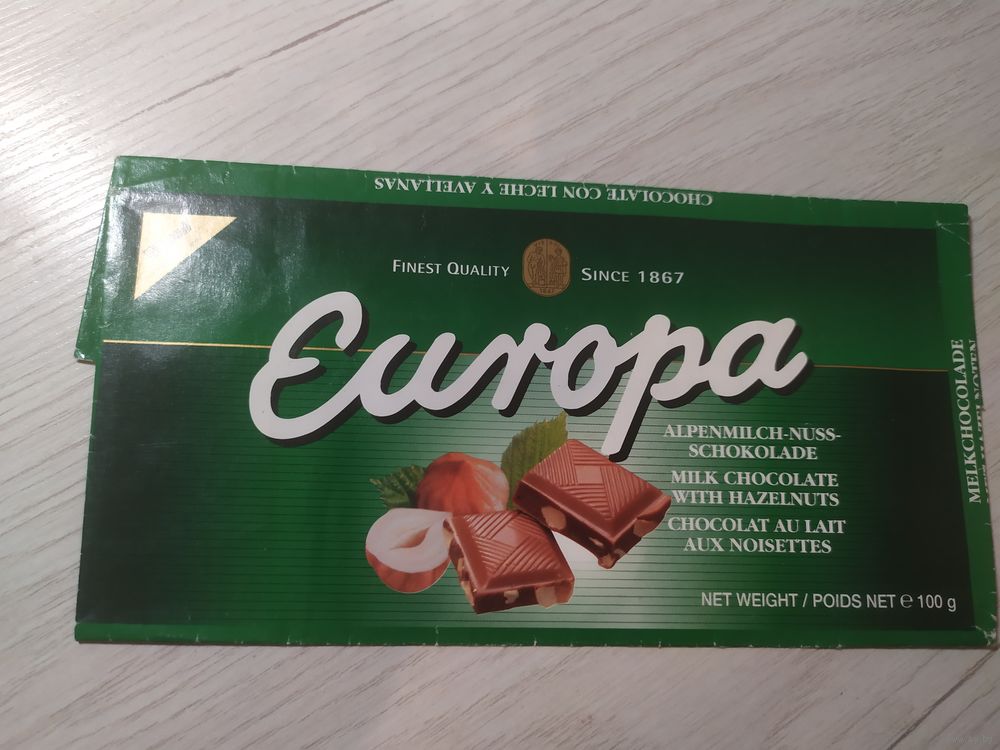 CHOCOLATE CON LECHE Y AVELLANAS
FINEST QUALITY
SINCE 1867
Europa
ALPENMILCH-NUSS-
SCHOKOLADE
MILK CHOCOLATE
WITH HAZELNUTS
CHOCOLAT AU LAIT
AUX NOISETTES
NET WEIGHT / POIDS NET ℮ 100 g
MELKCHOCOLADE